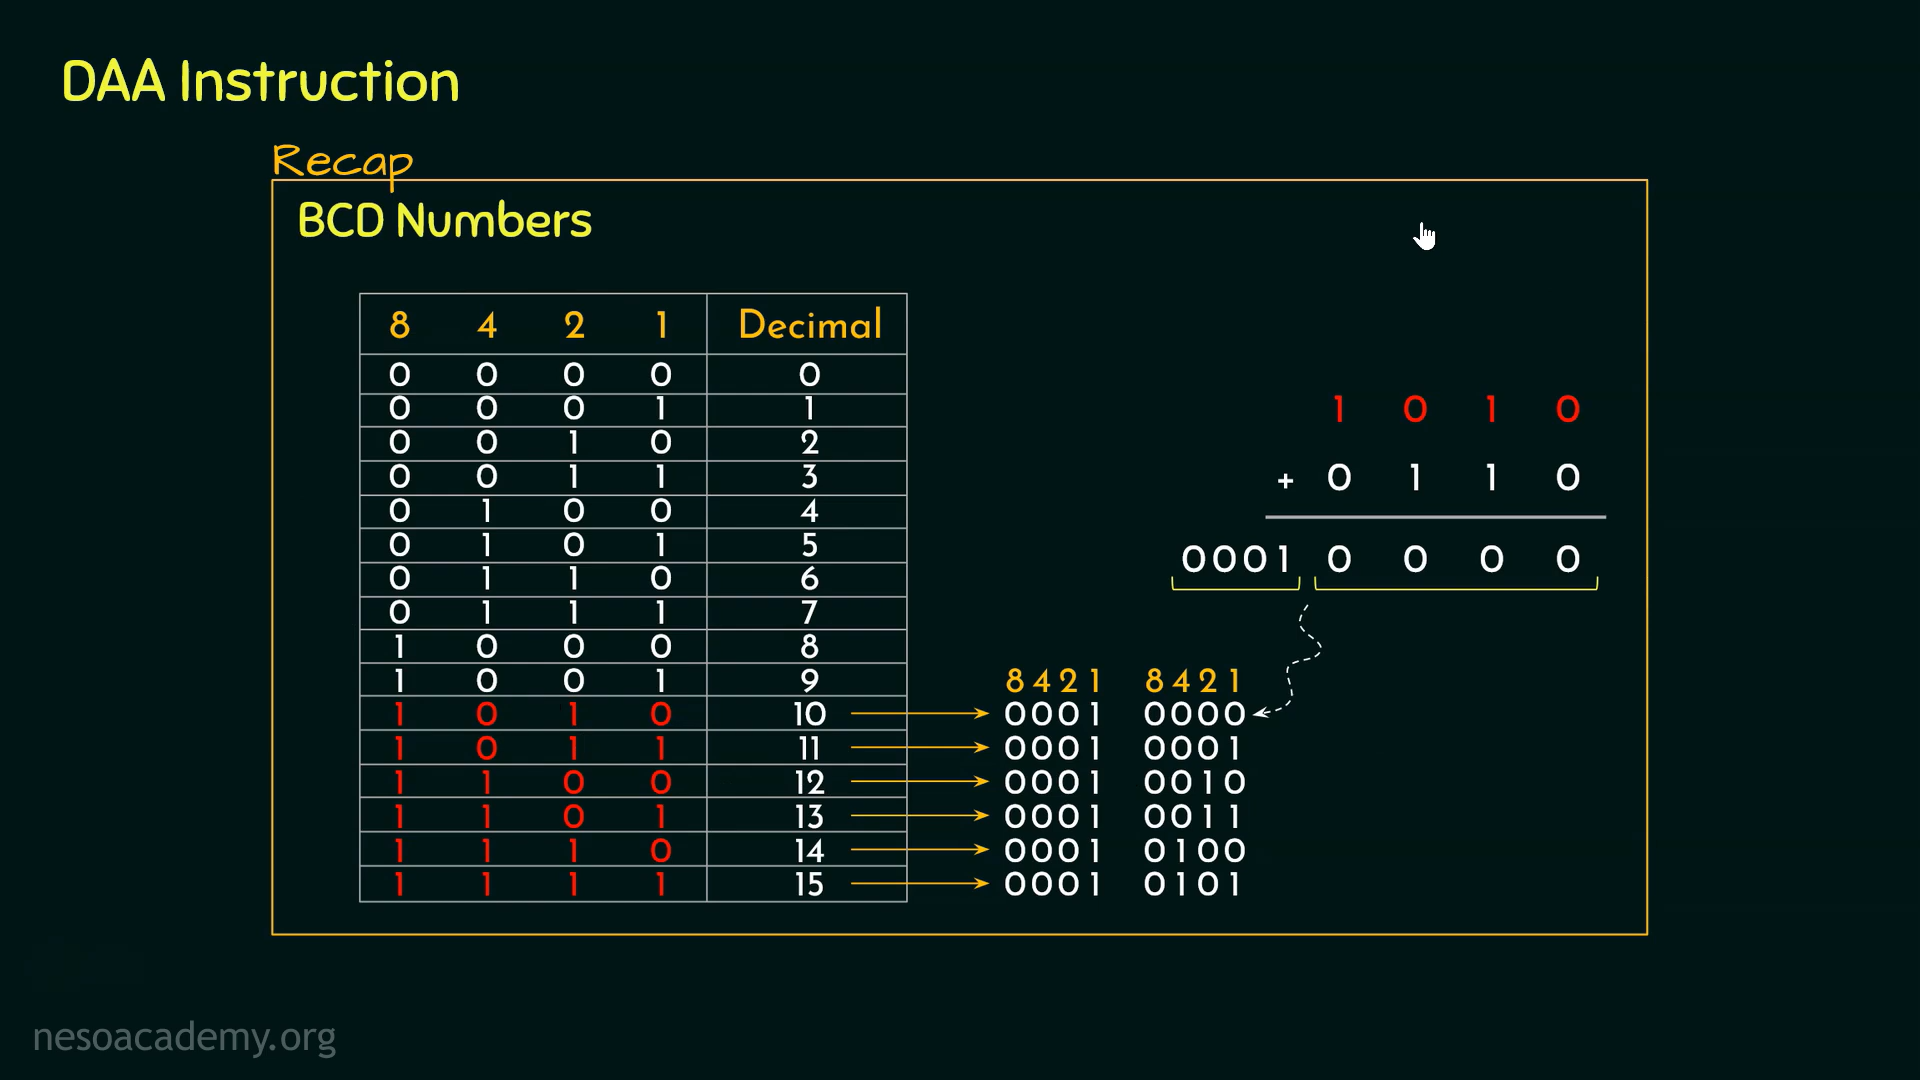 DAA Instruction
Recap
BCD Numbers
8 4 2 1 Decimal
0 0 0 0 0
0 0 0 1 1
0 0 1 0 2
0 0 1 1 3
0 1 0 0 4
0 1 0 1 5
0 1 1 0 6
0 1 1 1 7
1 0 0 0 8
1 0 0 1 9
1 0 1 0 10
1 0 1 1 11
1 1 0 0 12
1 1 0 1 13
1 1 1 0 14
1 1 1 1 15
8421 8421
0001 0000
0001 0001
0001 0010
0001 0011
0001 0100
0001 0101
1 0 1 0
+ 0 1 1 0
0001 0 0 0 0
nesoacademy.org